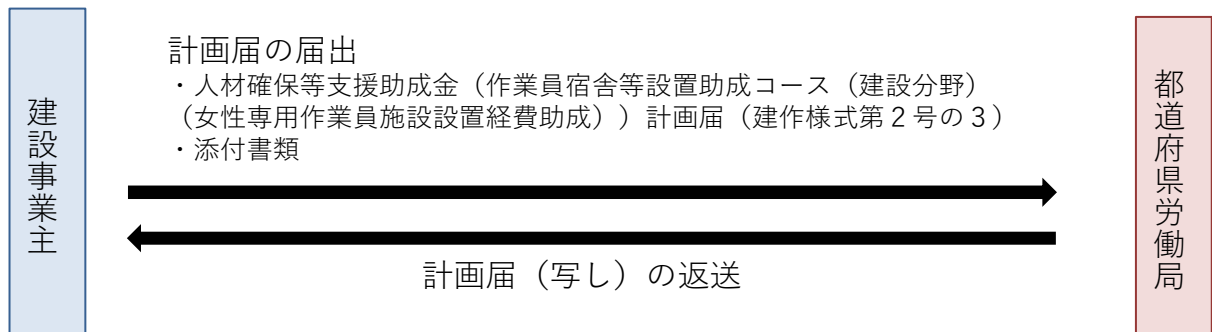 建設事業主
計画届の届出
・人材確保等支援助成金（作業員宿舎等設置助成コース（建設分野）
（女性専用作業員施設設置経費助成））計画届（建作様式第２号の３）
・添付書類
計画届（写し）の返送
都道府県労働局